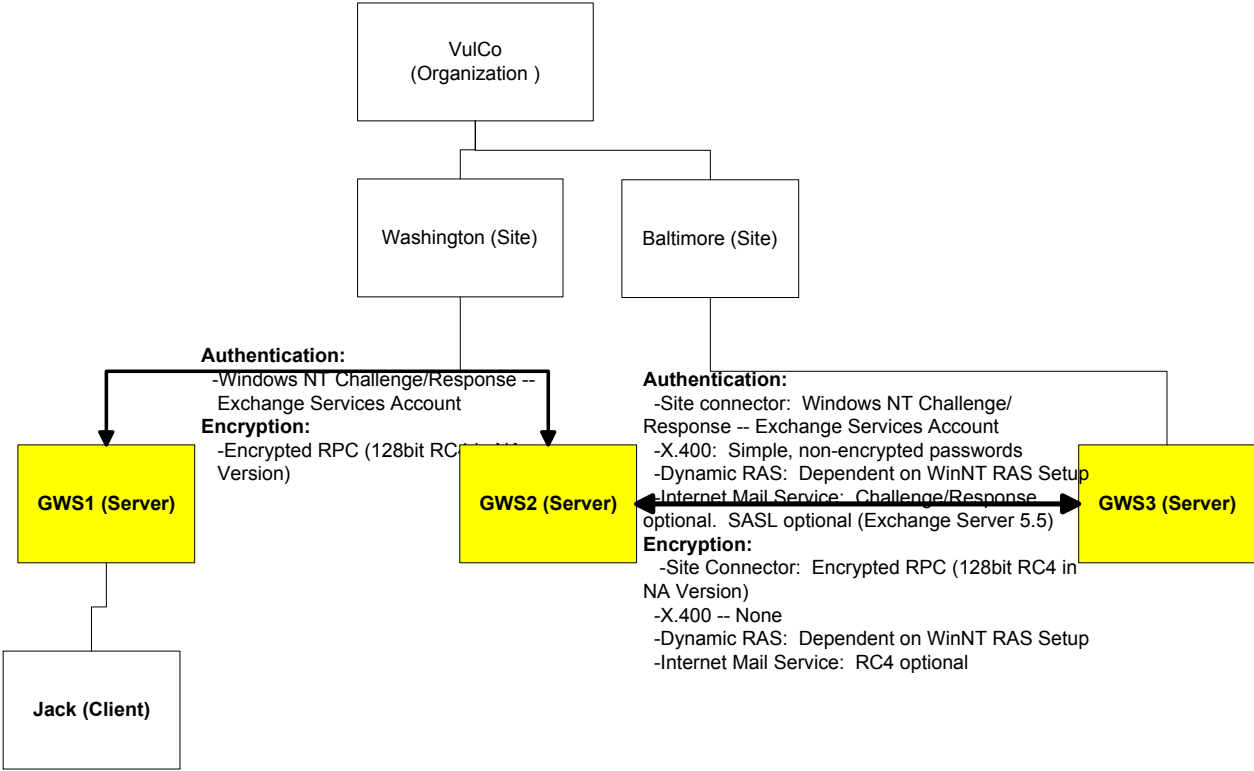 VulCo
(Organization )
Washington (Site)
Baltimore (Site)
Authentication:
-Windows NT Challenge/Response --
Exchange Services Account
Encryption:
-Encrypted RPC (128bit RC4 in NA
Version)
Authentication:
-Site connector: Windows NT Challenge/
Response -- Exchange Services Account
-X.400: Simple, non-encrypted passwords
-Dynamic RAS: Dependent on WinNT RAS Setup
-Internet Mail Service: Challenge/Response
optional. SASL optional (Exchange Server 5.5)
Encryption:
-Site Connector: Encrypted RPC (128bit RC4 in
NA Version)
-X.400 -- None
-Dynamic RAS: Dependent on WinNT RAS Setup
-Internet Mail Service: RC4 optional
GWS1 (Server)
GWS2 (Server)
GWS3 (Server)
Jack (Client)